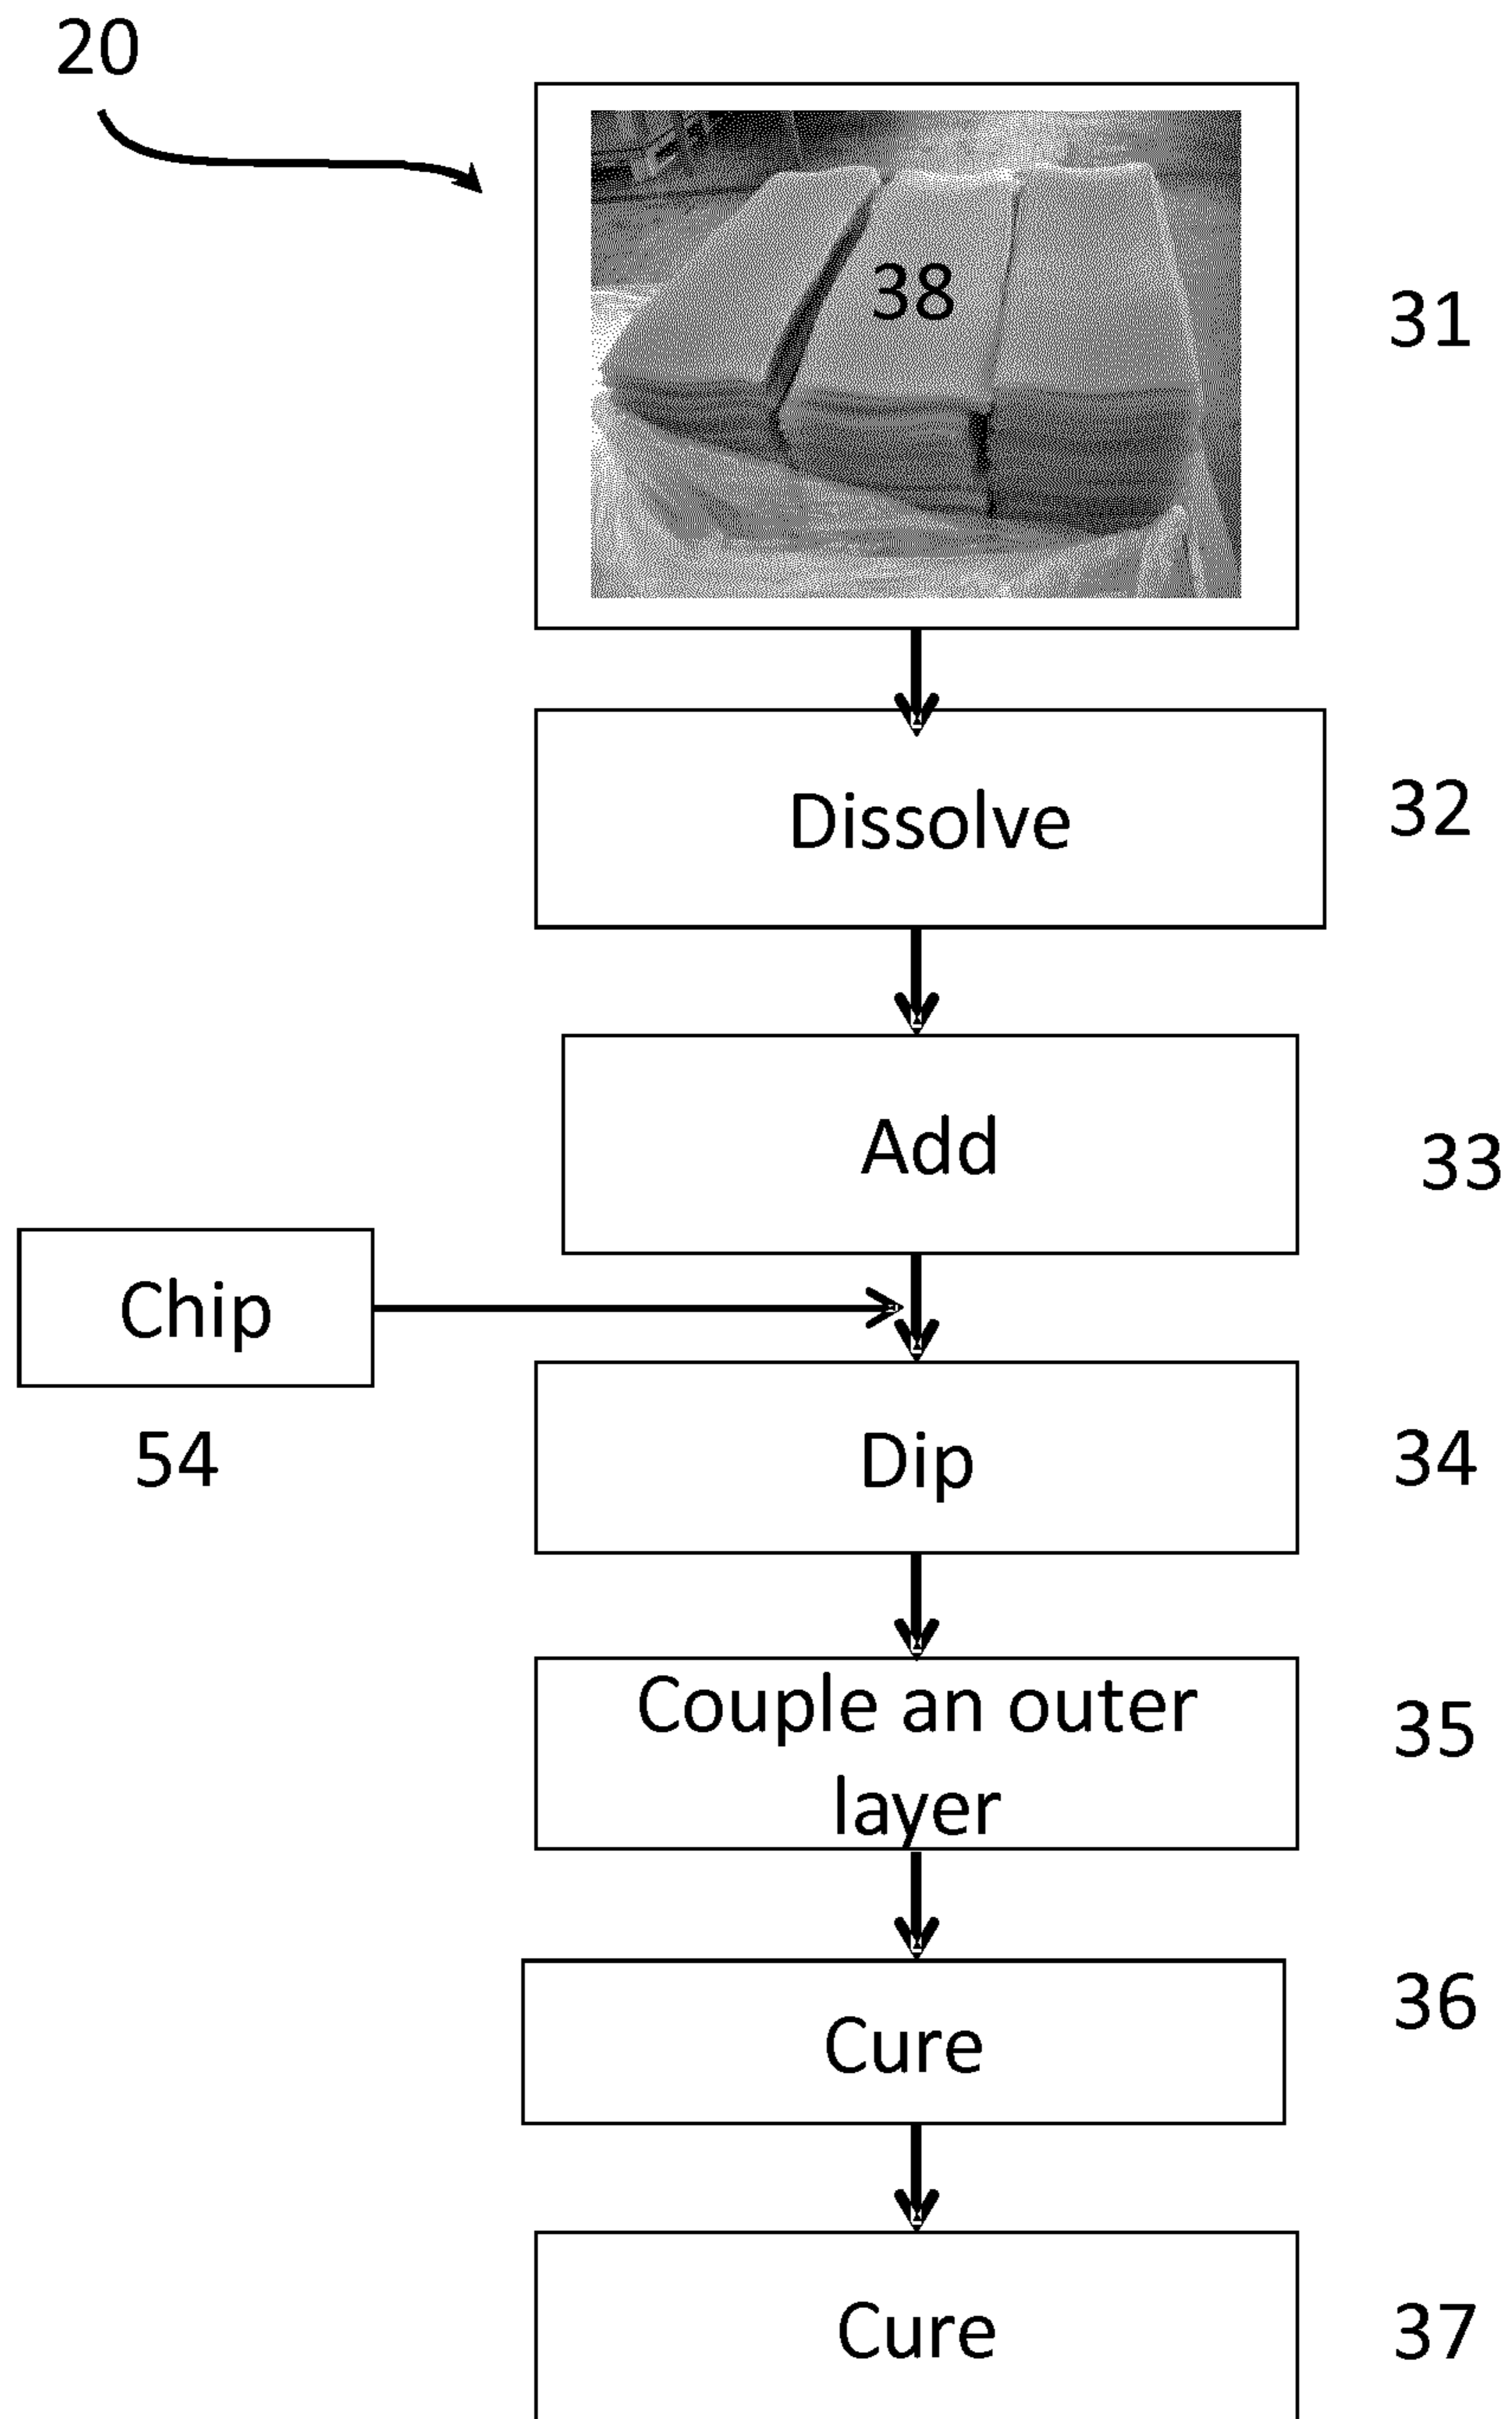 20
38
31
Dissolve
32
Add
33
Chip
54
Dip
34
Couple an outer
layer
35
Cure
36
Cure
37